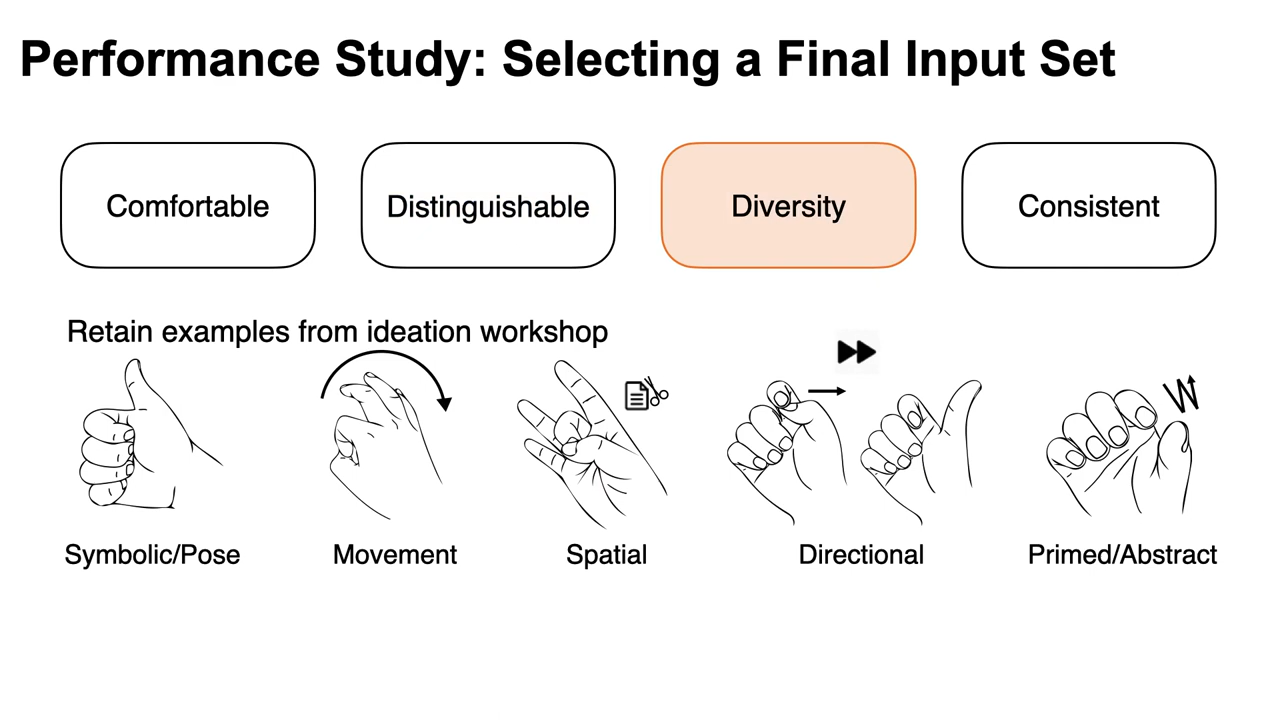 Performance Study: Selecting a Final Input Set
Comfortable
Distinguishable
Diversity
Consistent
Retain examples from ideation workshop
W
Symbolic/Pose
Movement
Spatial
Directional
Primed/Abstract